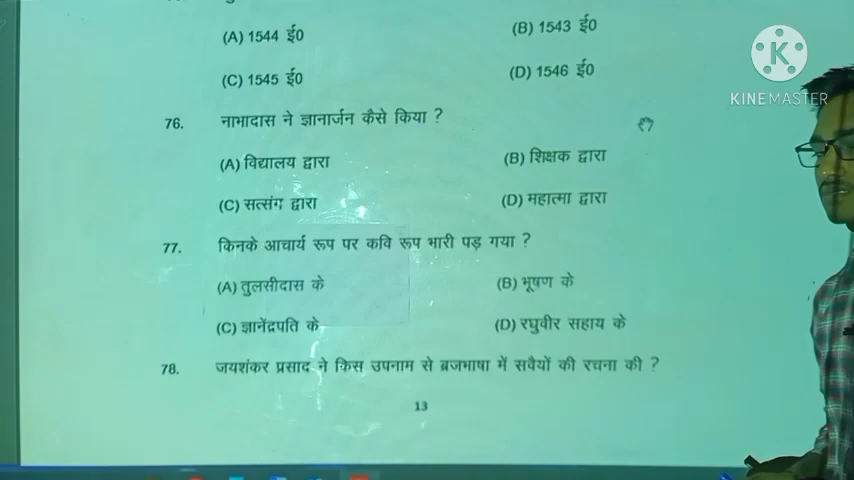 (A) 1544 ई0 (B) 1543 ई0
(C) 1545 ई0 (D) 1546 ई0
76. नाभादास ने ज्ञानार्जन कैसे किया ?
(A) विद्यालय द्वारा (B) शिक्षक द्वारा
(C) सत्संग द्वारा (D) महात्मा द्वारा
77. किनके आचार्य रूप पर कवि रूप भारी पड़ गया ?
(A) तुलसीदास के (B) भूषण के
(C) ज्ञानेंद्रपति के (D) रघुवीर सहाय के
78. जयशंकर प्रसाद ने किस उपनाम से ब्रजभाषा में सवैयों की रचना की ?
13
K
KINEMASTER